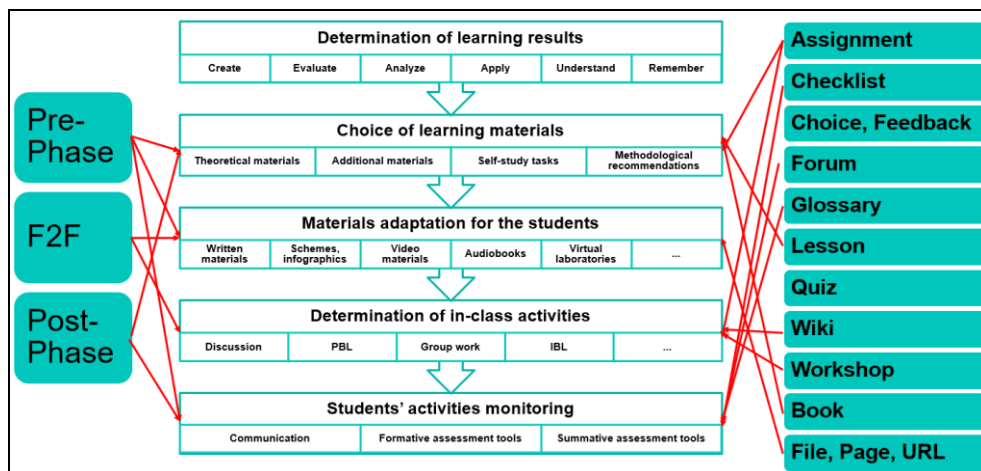 Pre-
Phase
F2F
Post-
Phase
Determination of learning results
Create Evaluate Analyze Apply Understand Remember
Choice of learning materials
Theoretical materials Additional materials Self-study tasks Methodological
recommendations
Materials adaptation for the students
Written
materials
Schemes,
infographics
Video
materials
Audiobooks
Virtual
laboratories
...
Determination of in-class activities
Discussion PBL Group work IBL ...
Students’ activities monitoring
Communication Formative assessment tools Summative assessment tools
Assignment
Checklist
Choice, Feedback
Forum
Glossary
Lesson
Quiz
Wiki
Workshop
Book
File, Page, URL